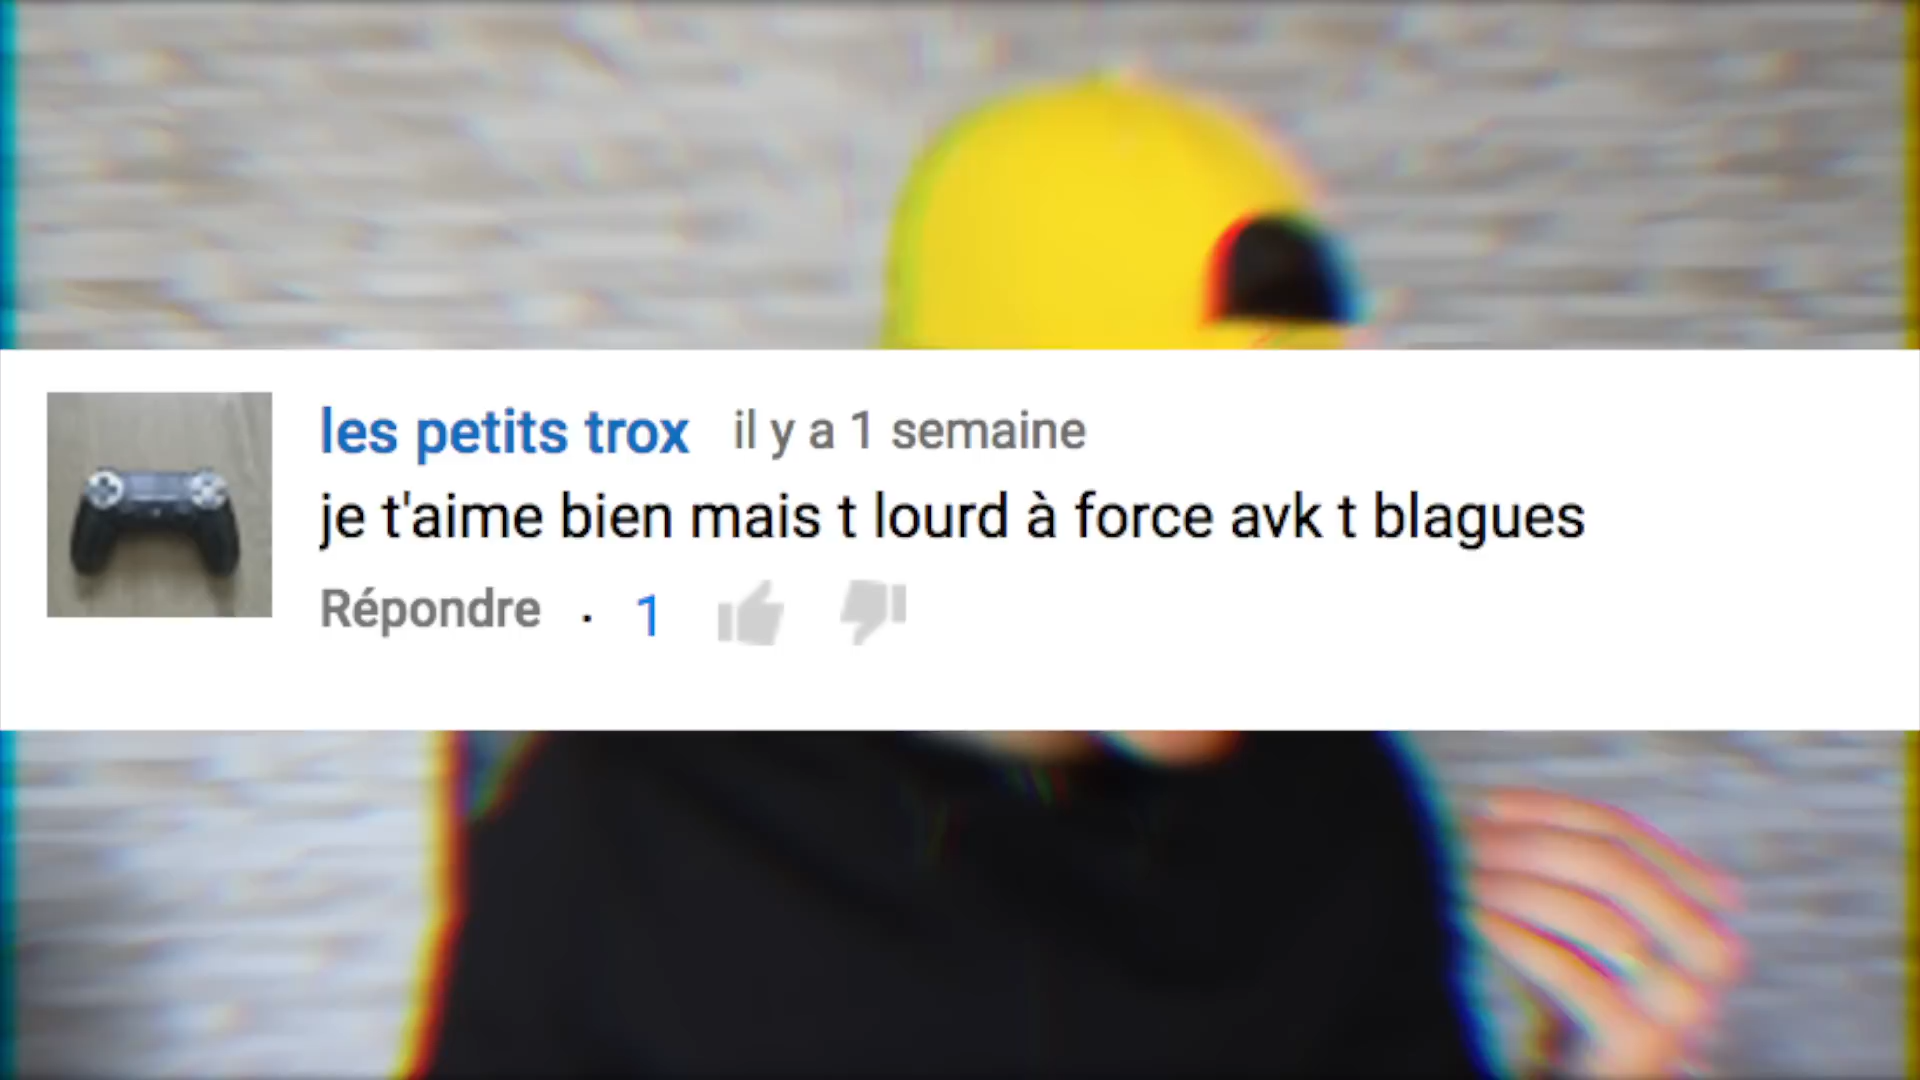 les petits trox il y a 1 semaine
je t'aime bien mais t lourd à force avk t blagues
Répondre . 1